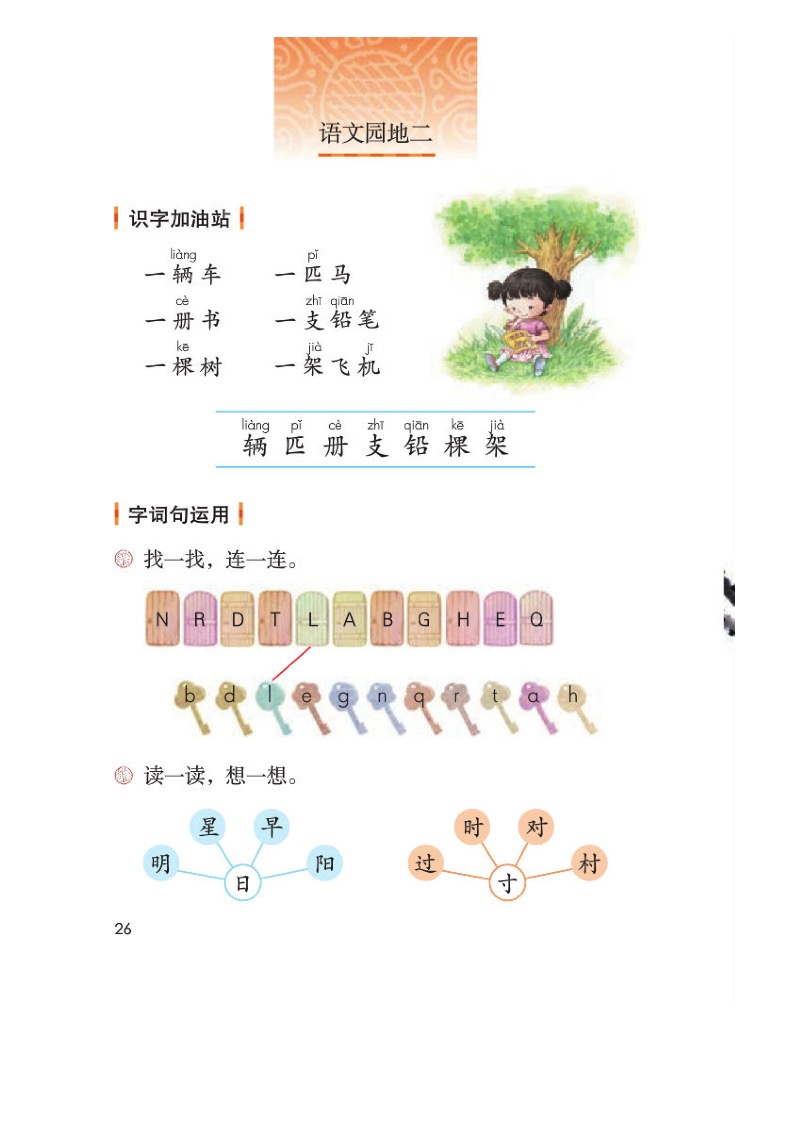 语文园地二
识字加油站
liàng pǐ
一辆车 一匹马
cè zhī qiān
一册书 一支铅笔
kē jià jī
一棵树 一架飞机
liàng pǐ cè zhī qiān kē jià
辆 匹 册 支 铅 棵 架
字词句运用
找一找，连一连。
N R D T L A B G H E Q
b d l e g n q r t a h
读一读，想一想。
星 早 时 对
明 阳 过 村
日 寸
26